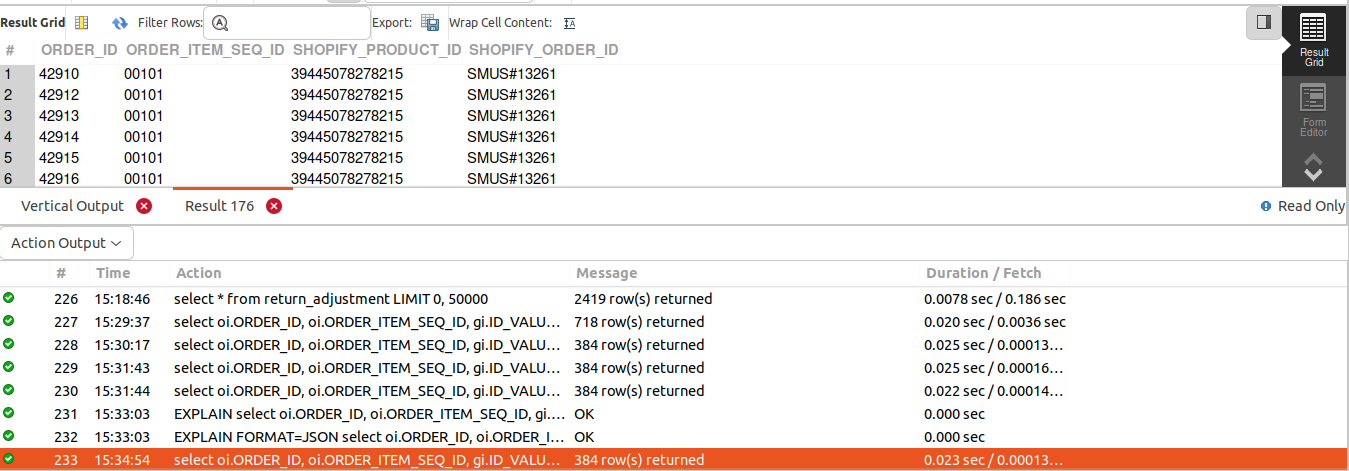 Result Grid Filter Rows: Export: Wrap Cell Content:
# ORDER_ID ORDER_ITEM_SEQ_ID SHOPIFY_PRODUCT_ID SHOPIFY_ORDER_ID
1 42910 00101 39445078278215 SMUS#13261
2 42912 00101 39445078278215 SMUS#13261
3 42913 00101 39445078278215 SMUS#13261
4 42914 00101 39445078278215 SMUS#13261
5 42915 00101 39445078278215 SMUS#13261
6 42916 00101 39445078278215 SMUS#13261
Result
Grid
Form
Editor
Vertical Output Result 176 Read Only
Action Output
# Time Action Message Duration / Fetch
226 15:18:46 select * from return_adjustment LIMIT 0, 50000 2419 row(s) returned 0.0078 sec / 0.186 sec
227 15:29:37 select oi.ORDER_ID, oi.ORDER_ITEM_SEQ_ID, gi.ID_VALU... 718 row(s) returned 0.020 sec / 0.0036 sec
228 15:30:17 select oi.ORDER_ID, oi.ORDER_ITEM_SEQ_ID, gi.ID_VALU... 384 row(s) returned 0.025 sec / 0.00013...
229 15:31:43 select oi.ORDER_ID, oi.ORDER_ITEM_SEQ_ID, gi.ID_VALU... 384 row(s) returned 0.025 sec / 0.00016...
230 15:31:44 select oi.ORDER_ID, oi.ORDER_ITEM_SEQ_ID, gi.ID_VALU... 384 row(s) returned 0.022 sec / 0.00014...
231 15:33:03 EXPLAIN select oi.ORDER_ID, oi.ORDER_ITEM_SEQ_ID, gi.... OK 0.000 sec
232 15:33:03 EXPLAIN FORMAT=JSON select oi.ORDER_ID, oi.ORDER_I... OK 0.000 sec
233 15:34:54 select oi.ORDER_ID, oi.ORDER_ITEM_SEQ_ID, gi.ID_VALU... 384 row(s) returned 0.023 sec / 0.00013...